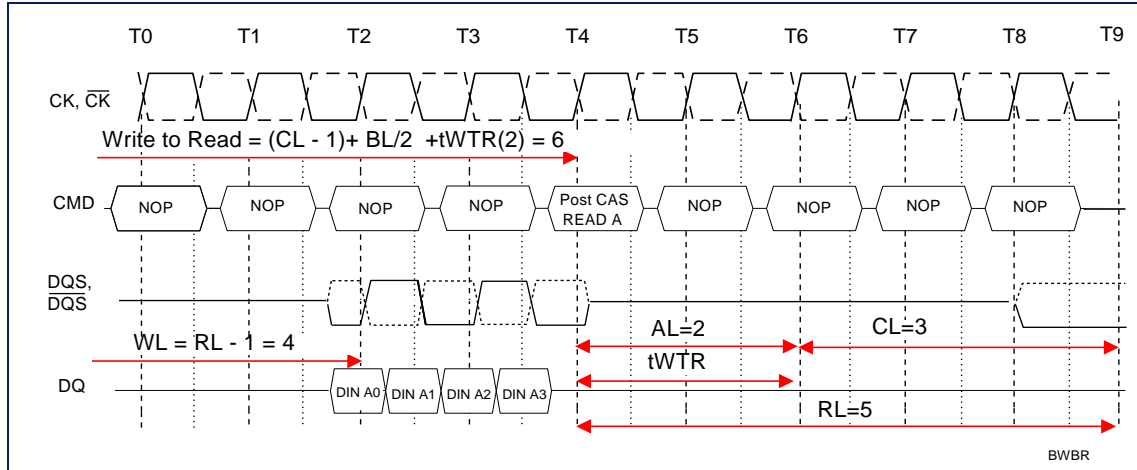 T0 T1 T2 T3 T4 T5 T6 T7 T8 T9
CK, CK
Write to Read = (CL - 1)+ BL/2 +tWTR(2) = 6
CMD NOP NOP NOP NOP Post CAS READ A NOP NOP NOP NOP
DQS,
DQS
AL=2 CL=3
WL = RL - 1 = 4
tWTR
DQ DIN A0 DIN A1 DIN A2 DIN A3
RL=5
BWBR